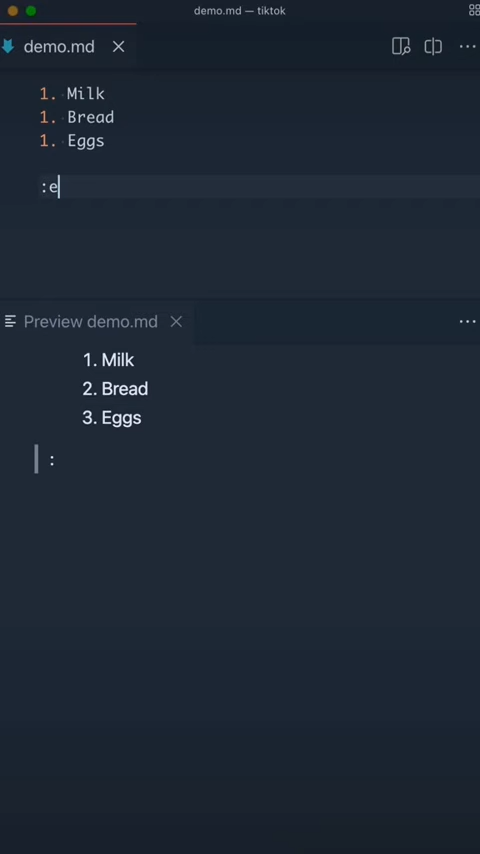 demo.md — tiktok
demo.md
1. Milk
1. Bread
1. Eggs
:e
Preview demo.md
1. Milk
2. Bread
3. Eggs
: